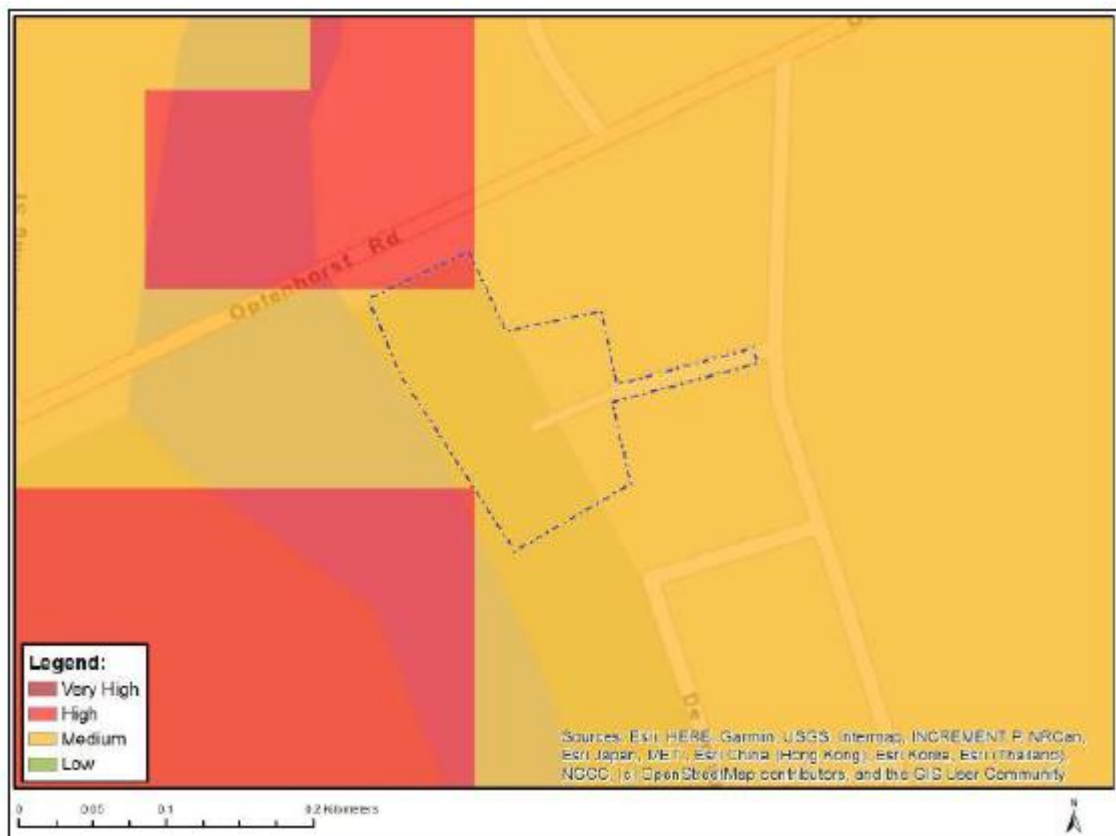 Opfenhorst Rd
Legend:
Very High
High
Medium
Low
Sources: Esri, HERE, Garmin, USGS, Intermap, INCREMENT P, NRCan,
Esri Japan, METI, Esri China (Hong Kong), Esri Korea, Esri (Thailand),
NGCC, (c) OpenStreetMap contributors, and the GIS User Community
0 0.05 0.1 0.2 Kilometers
N